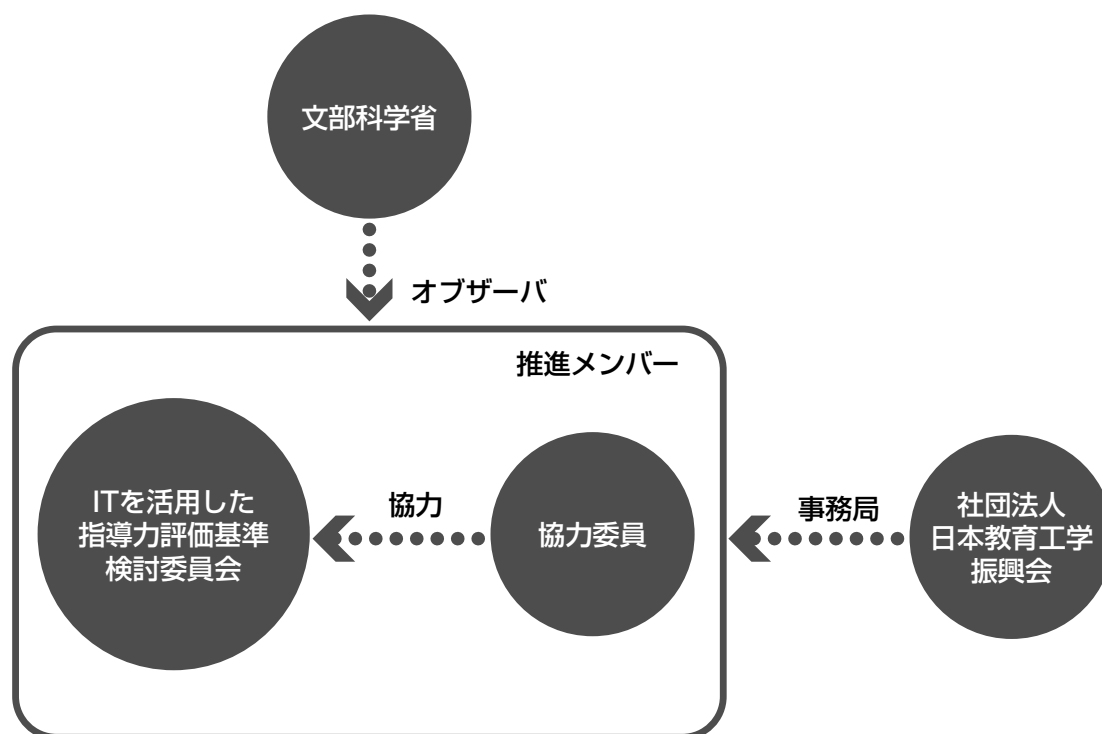 文部科学省
オブザーバ
推進メンバー
ITを活用した
指導力評価基準
検討委員会
協力
協力委員
事務局
社団法人
日本教育工学
振興会